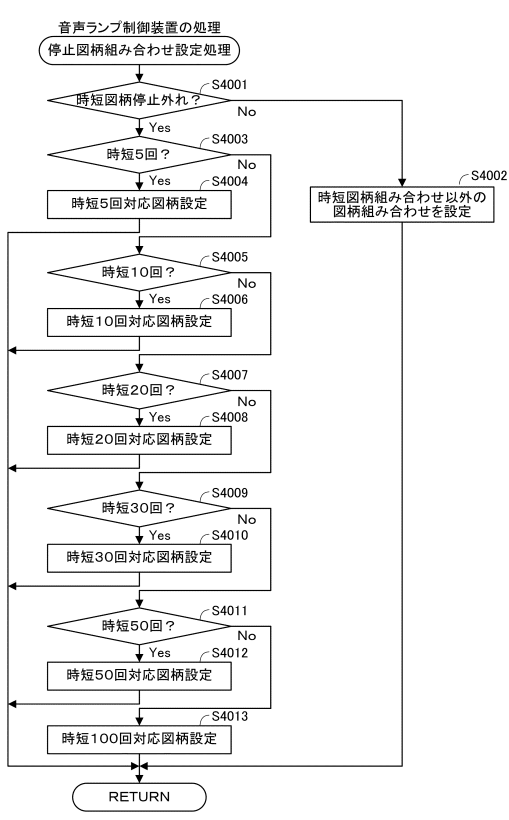 音声ランプ制御装置の処理
停止図柄組み合わせ設定処理
S4001
時短図柄停止外れ?
No
Yes
S4003
時短5回?
No
Yes
S4004
時短5回対応図柄設定
S4002
時短図柄組み合わせ以外の
図柄組み合わせを設定
S4005
時短10回?
No
Yes
S4006
時短10回対応図柄設定
S4007
時短20回?
No
Yes
S4008
時短20回対応図柄設定
S4009
時短30回?
No
Yes
S4010
時短30回対応図柄設定
S4011
時短50回?
No
Yes
S4012
時短50回対応図柄設定
S4013
時短100回対応図柄設定
RETURN